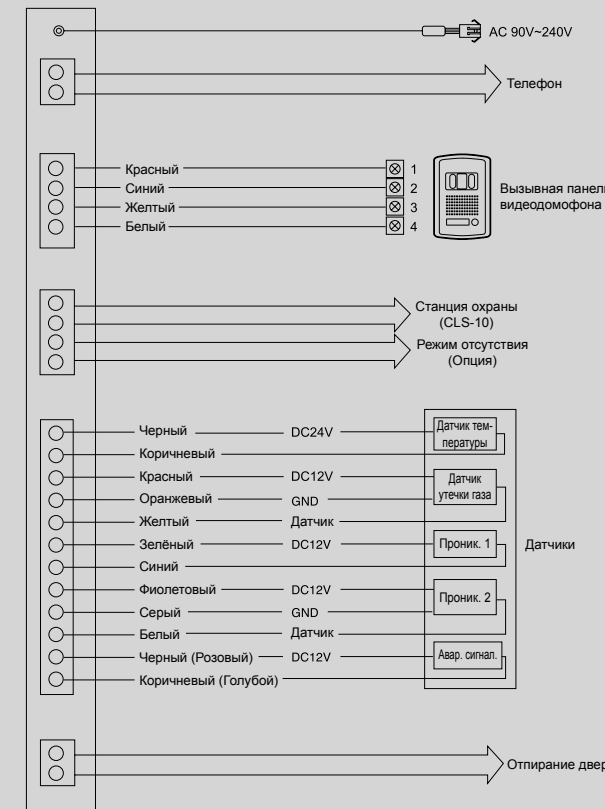 AC 90V~240V
Телефон
Красный
1
Синий
2
Желтый
3
Белый
4
Вызывная панель
видеодомофона
Станция охраны
(CLS-10)
Режим отсутствия
(Опция)
Черный
DC24V
Датчик тем-
пературы
Коричневый
Красный
DC12V
Датчик
утечки газа
Оранжевый
GND
Желтый
Датчик
Зелёный
DC12V
Проник. 1
Датчики
Синий
Фиолетовый
DC12V
Проник. 2
Серый
GND
Белый
Датчик
Черный (Розовый)
DC12V
Авар. сигнал.
Коричневый (Голубой)
Отпирание двер